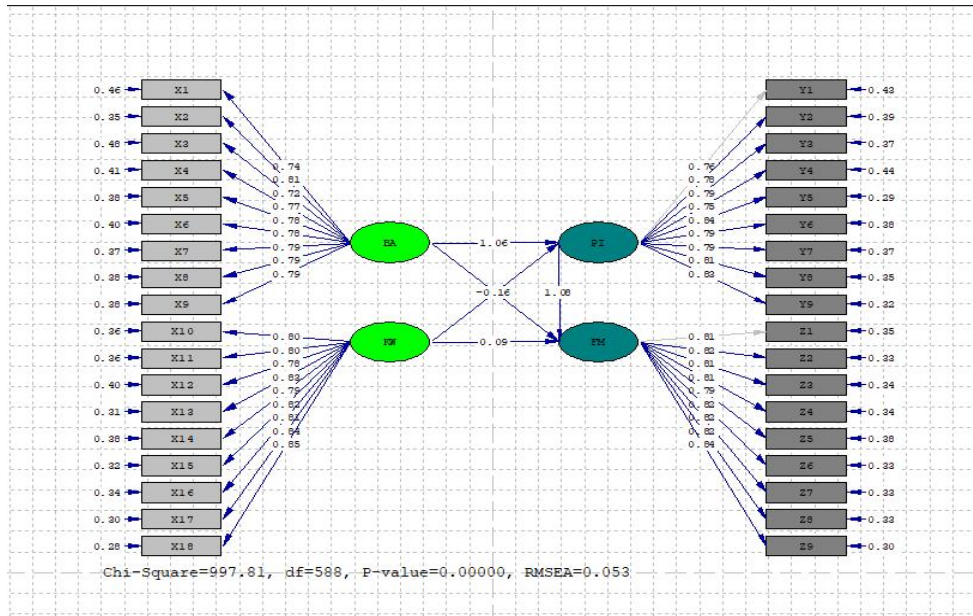 0.46 X1
0.35 X2
0.48 X3
0.41 X4
0.38 X5
0.40 X6
0.37 X7
0.38 X8
0.38 X9
0.36 X10
0.36 X11
0.40 X12
0.31 X13
0.38 X14
0.32 X15
0.34 X16
0.30 X17
0.28 X18
0.74
0.81
0.72
0.77
0.78
0.78
0.79
0.79
0.79
0.80
0.80
0.78
0.83
0.79
0.82
0.81
0.84
0.85
1.06 PI
-0.16 1.08
0.09
0.76
0.78
0.79
0.75
0.84
0.79
0.79
0.81
0.83
0.81
0.82
0.81
0.81
0.79
0.82
0.82
0.82
0.84
Y1 0.43
Y2 0.39
Y3 0.37
Y4 0.44
Y5 0.29
Y6 0.38
Y7 0.37
Y8 0.35
Y9 0.32
Z1 0.35
Z2 0.33
Z3 0.34
Z4 0.34
Z5 0.38
Z6 0.33
Z7 0.33
Z8 0.33
Z9 0.30
Chi-Square=997.81, df=588, P-value=0.00000, RMSEA=0.053